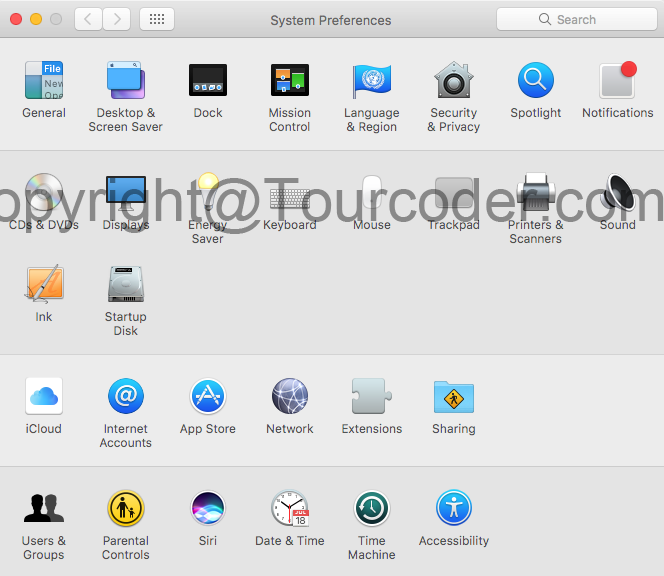 System Preferences
Search
File
New
Ope
General
Desktop &
Screen Saver
Dock
Mission
Control
Language
& Region
Security
& Privacy
Spotlight
Notifications
opyright@Tourcoder.com
CDs & DVDs
Displays
Energy
Saver
Keyboard
Mouse
Trackpad
Printers &
Scanners
Sound
Ink
Startup
Disk
iCloud
Internet
Accounts
App Store
Network
Extensions
Sharing
Users &
Groups
Parental
Controls
Siri
JUL
18
Date & Time
Time
Machine
Accessibility